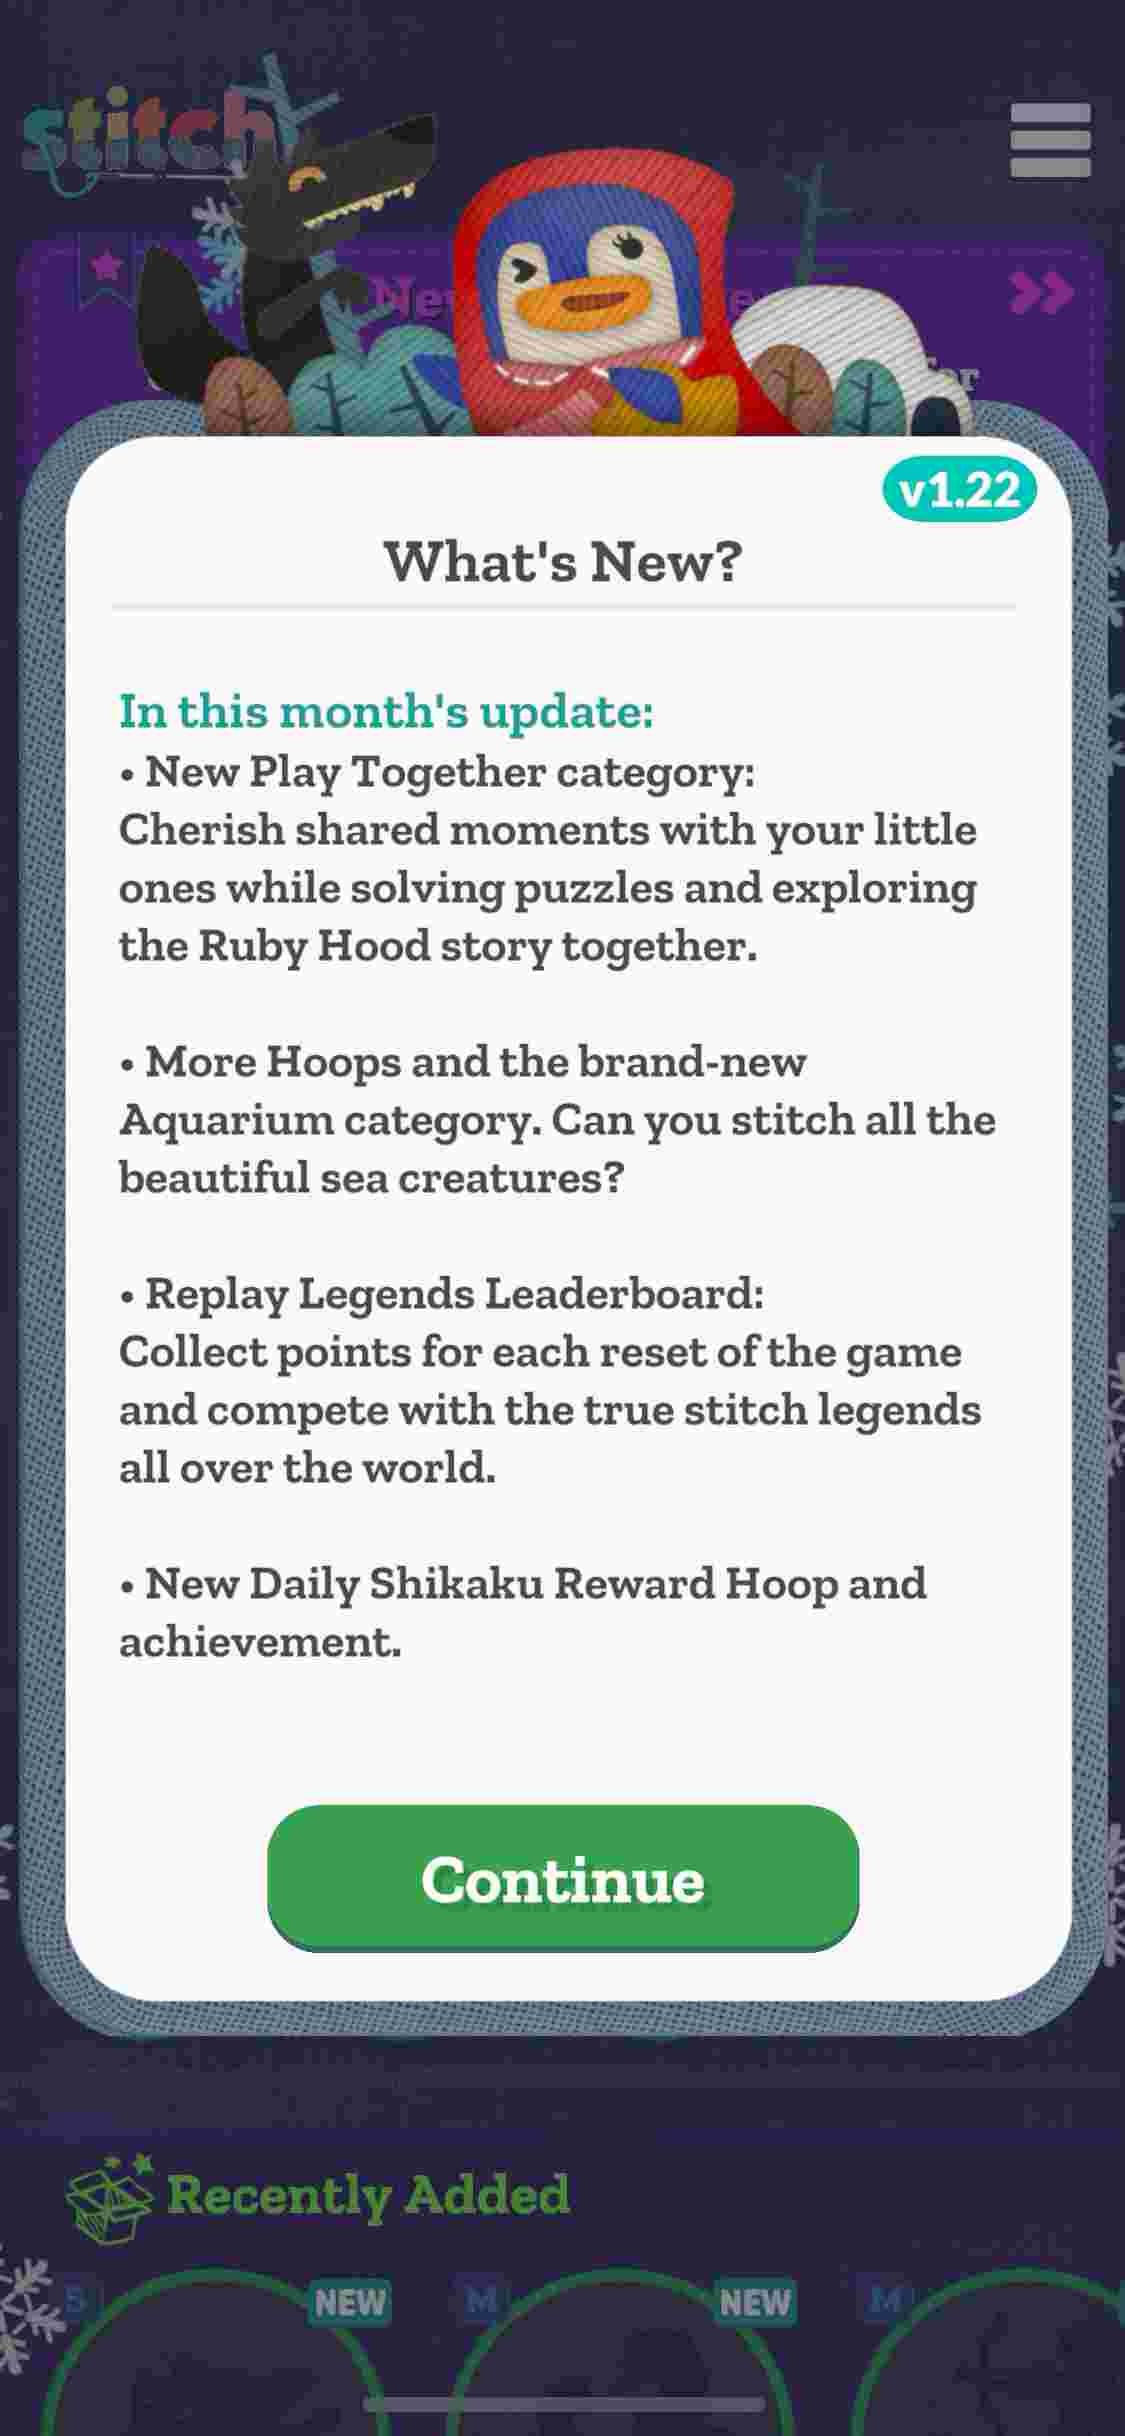 stitch
v1.22
What's New?
In this month's update:
• New Play Together category:
Cherish shared moments with your little
ones while solving puzzles and exploring
the Ruby Hood story together.
• More Hoops and the brand-new
Aquarium category. Can you stitch all the
beautiful sea creatures?
• Replay Legends Leaderboard:
Collect points for each reset of the game
and compete with the true stitch legends
all over the world.
• New Daily Shikaku Reward Hoop and
achievement.
Continue
Recently Added
S NEW M NEW M